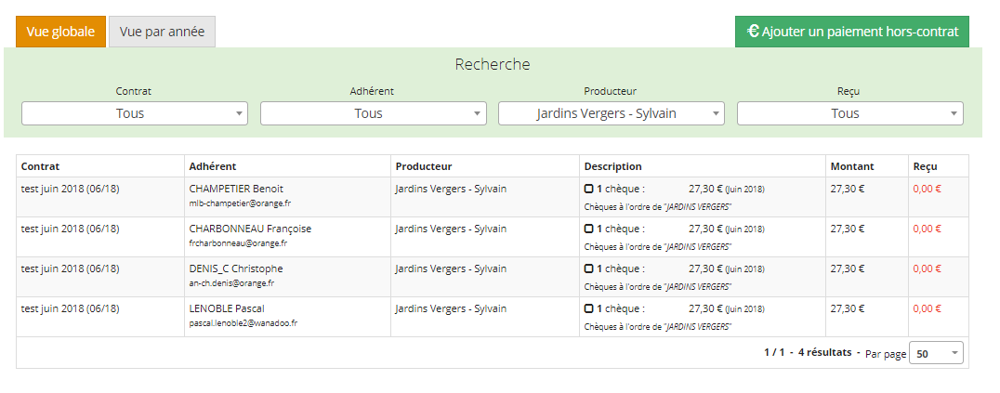 Vue globale Vue par année € Ajouter un paiement hors-contrat
Recherche
Contrat Adhérent Producteur Reçu
Tous Tous Jardins Vergers - Sylvain Tous
Contrat Adhérent Producteur Description Montant Reçu
test juin 2018 (06/18) CHAMPETIER Benoit Jardins Vergers - Sylvain 1 chèque : 27,30 € (Juin 2018) 27,30 € 0,00 €
mlb-champetier@orange.fr Chèques à l'ordre de "JARDINS VERGERS"
test juin 2018 (06/18) CHARBONNEAU Françoise Jardins Vergers - Sylvain 1 chèque : 27,30 € (Juin 2018) 27,30 € 0,00 €
frcharbonneau@orange.fr Chèques à l'ordre de "JARDINS VERGERS"
test juin 2018 (06/18) DENIS_C Christophe Jardins Vergers - Sylvain 1 chèque : 27,30 € (Juin 2018) 27,30 € 0,00 €
an-ch.denis@orange.fr Chèques à l'ordre de "JARDINS VERGERS"
test juin 2018 (06/18) LENOBLE Pascal Jardins Vergers - Sylvain 1 chèque : 27,30 € (Juin 2018) 27,30 € 0,00 €
pascal.lenoble2@wanadoo.fr Chèques à l'ordre de "JARDINS VERGERS"
1 / 1 - 4 résultats - Par page 50